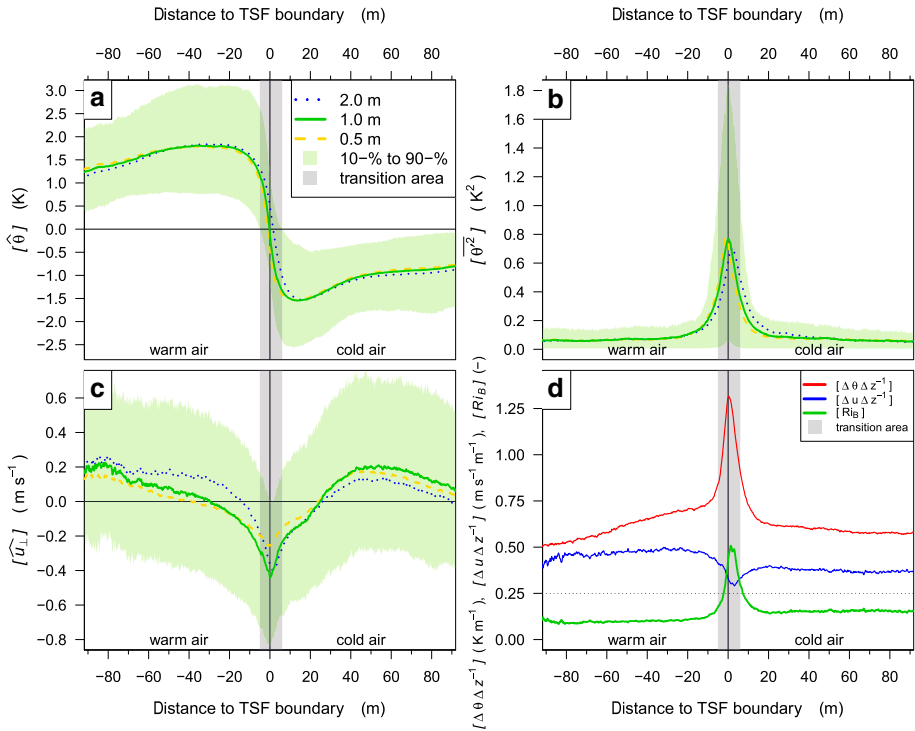 Distance to TSF boundary (m)
Distance to TSF boundary (m)
−80 −60 −40 −20 0 20 40 60 80
−80 −60 −40 −20 0 20 40 60 80
a
3.0
2.5
2.0
1.5
1.0
0.5
0.0
−0.5
−1.0
−1.5
−2.0
−2.5
[θ̂] (K)
2.0 m
1.0 m
0.5 m
10−% to 90−%
transition area
warm air
cold air
b
1.8
1.6
1.4
1.2
1.0
0.8
0.6
0.4
0.2
0.0
[θ′²] (K²)
warm air
cold air
c
0.6
0.4
0.2
0.0
−0.2
−0.4
−0.6
−0.8
[û⊥] (m s⁻¹)
warm air
cold air
d
1.25
1.00
0.75
0.50
0.25
0.00
[ΔθΔz⁻¹] (K m⁻¹), [ΔuΔz⁻¹] (m s⁻¹ m⁻¹), [Ri_B] (−)
[ΔθΔz⁻¹]
[ΔuΔz⁻¹]
[Ri_B]
transition area
warm air
cold air
−80 −60 −40 −20 0 20 40 60 80
−80 −60 −40 −20 0 20 40 60 80
Distance to TSF boundary (m)
Distance to TSF boundary (m)